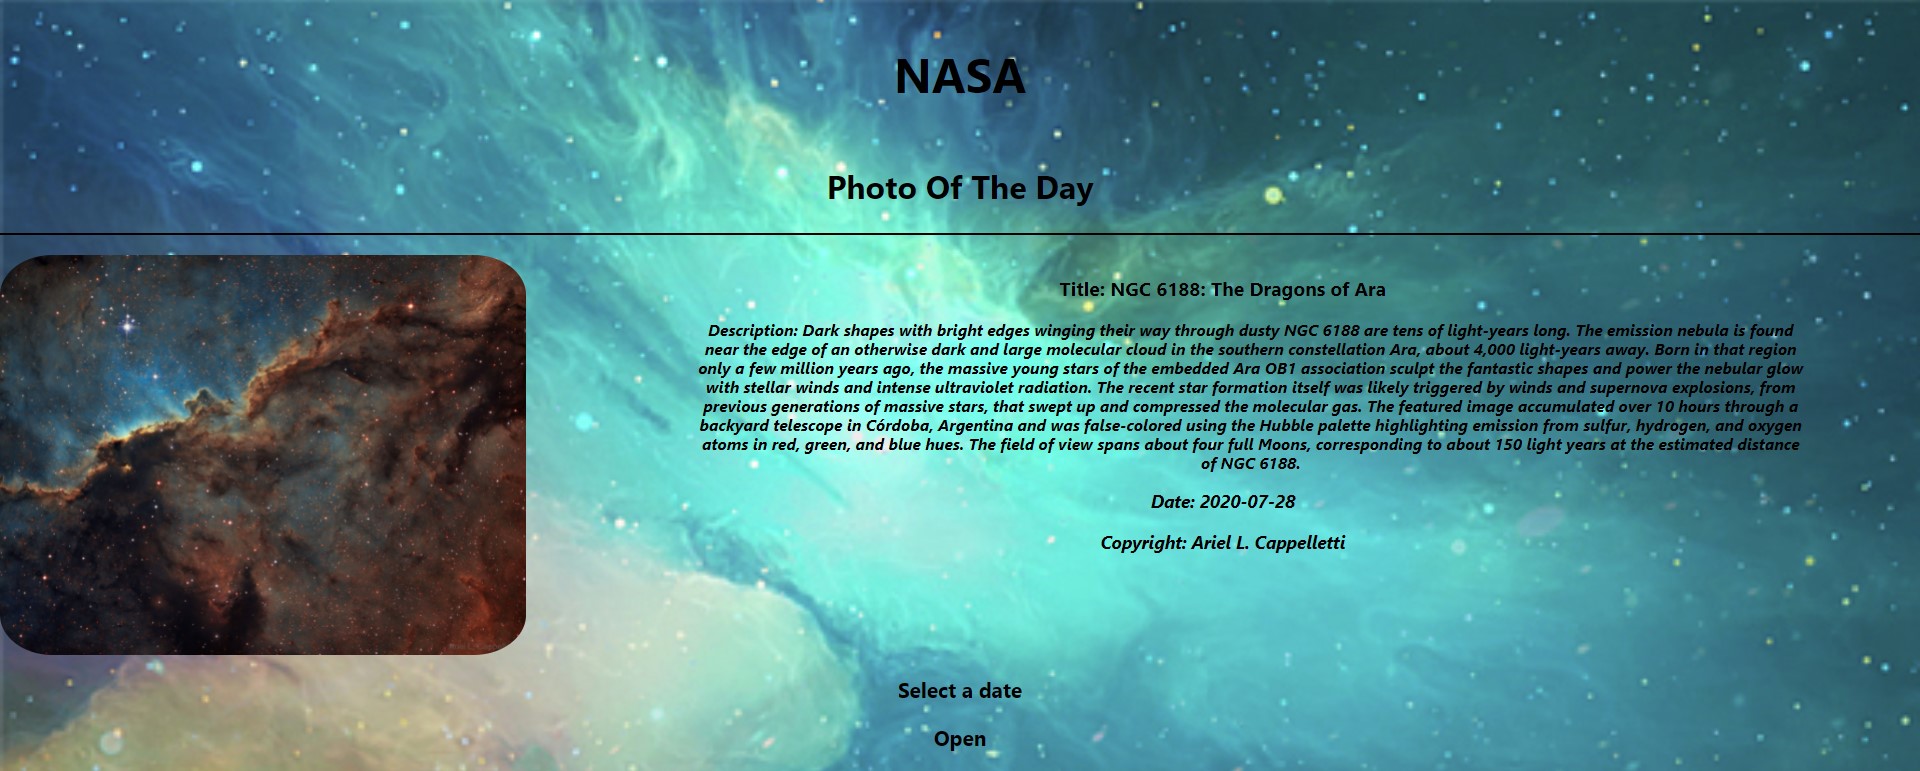 NASA
Photo Of The Day
Title: NGC 6188: The Dragons of Ara
Description: Dark shapes with bright edges winging their way through dusty NGC 6188 are tens of light-years long. The emission nebula is found
near the edge of an otherwise dark and large molecular cloud in the southern constellation Ara, about 4,000 light-years away. Born in that region
only a few million years ago, the massive young stars of the embedded Ara OB1 association sculpt the fantastic shapes and power the nebular glow
with stellar winds and intense ultraviolet radiation. The recent star formation itself was likely triggered by winds and supernova explosions, from
previous generations of massive stars, that swept up and compressed the molecular gas. The featured image accumulated over 10 hours through a
backyard telescope in Córdoba, Argentina and was false-colored using the Hubble palette highlighting emission from sulfur, hydrogen, and oxygen
atoms in red, green, and blue hues. The field of view spans about four full Moons, corresponding to about 150 light years at the estimated distance
of NGC 6188.
Date: 2020-07-28
Copyright: Ariel L. Cappelletti
Select a date
Open